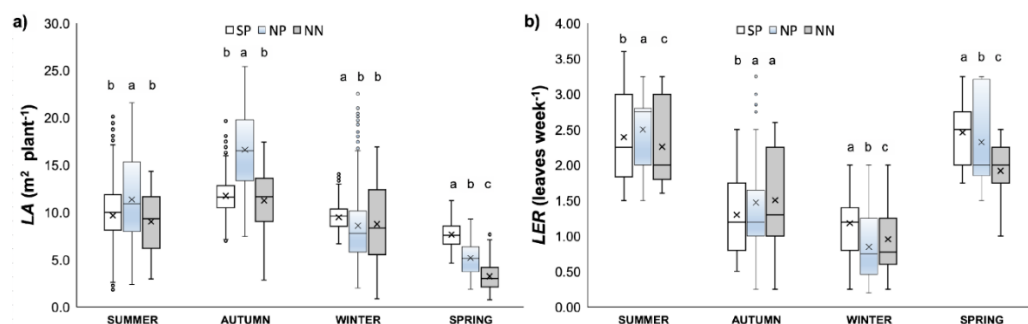 a)
30.0
25.0
20.0
15.0
10.0
5.0
0.0
LA (m² plant⁻¹)
SP NP NN
b a b
b a b
a b b
a b c
SUMMER AUTUMN WINTER SPRING
b)
4.00
3.50
3.00
2.50
2.00
1.50
1.00
0.50
0.00
LER (leaves week⁻¹)
SP NP NN
b a c
b a a
a b c
a b c
SUMMER AUTUMN WINTER SPRING